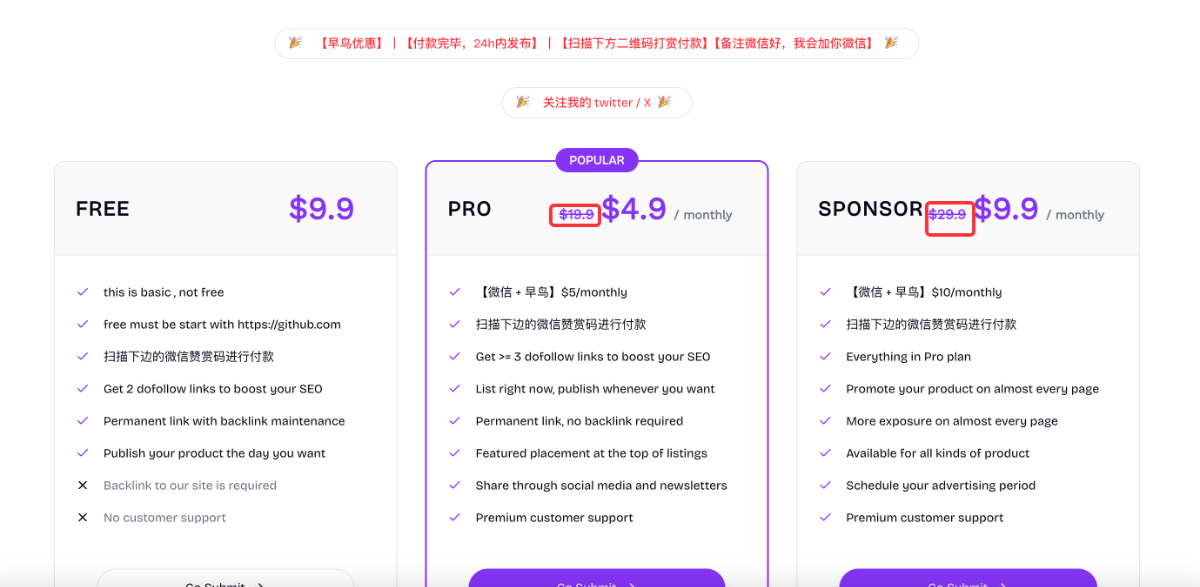 🎉 【早鸟优惠】 | 【付款完毕，24h内发布】 | 【扫描下方二维码打赏付款】【备注微信好，我会加你微信】 🎉
🎉 关注我的 twitter / X 🎉
FREE
$9.9
this is basic , not free
free must be start with https://github.com
扫描下边的微信赞赏码进行付款
Get 2 dofollow links to boost your SEO
Permanent link with backlink maintenance
Publish your product the day you want
Backlink to our site is required
No customer support
Go Submit
POPULAR
PRO
$19.9 $4.9 / monthly
【微信 + 早鸟】$5/monthly
扫描下边的微信赞赏码进行付款
Get >= 3 dofollow links to boost your SEO
List right now, publish whenever you want
Permanent link, no backlink required
Featured placement at the top of listings
Share through social media and newsletters
Premium customer support
Go Submit
SPONSOR
$29.9 $9.9 / monthly
【微信 + 早鸟】$10/monthly
扫描下边的微信赞赏码进行付款
Everything in Pro plan
Promote your product on almost every page
More exposure on almost every page
Available for all kinds of product
Schedule your advertising period
Premium customer support
Go Submit